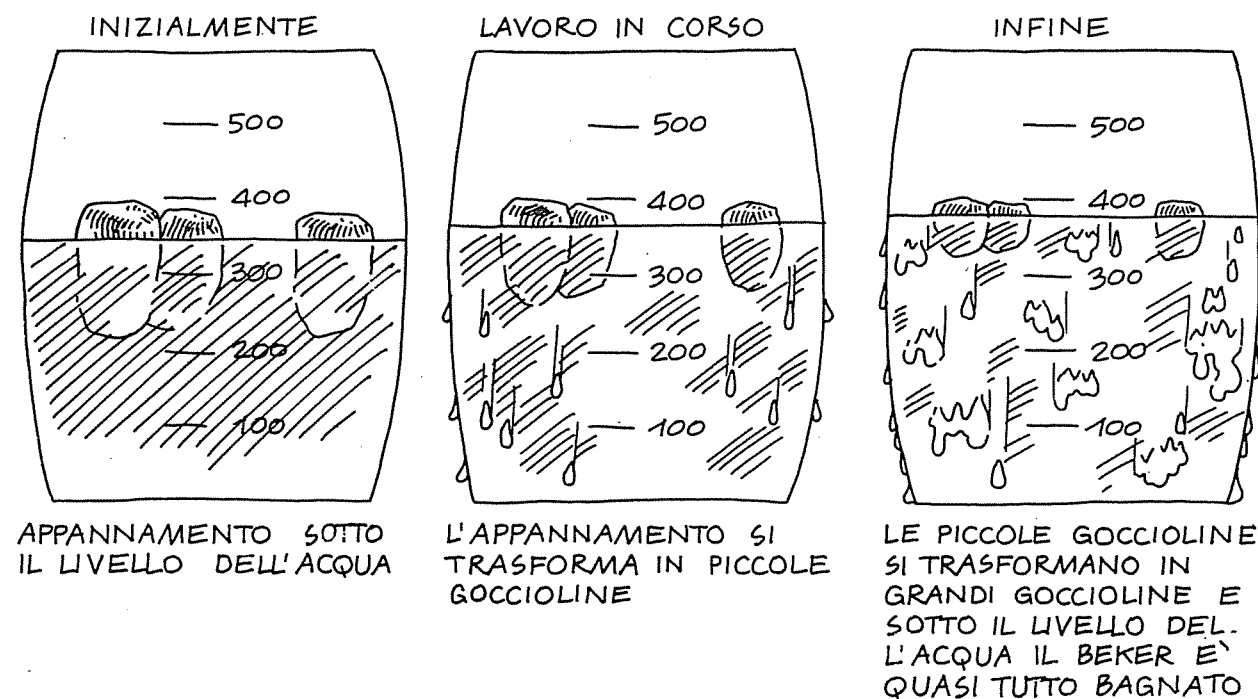 INIZIALMENTE
500
400
300
200
100
APPANNAMENTO SOTTO
IL LIVELLO DELL'ACQUA
LAVORO IN CORSO
500
400
300
200
100
L'APPANNAMENTO SI
TRASFORMA IN PICCOLE
GOCCIOLINE
INFINE
500
400
300
200
100
LE PICCOLE GOCCIOLINE
SI TRASFORMANO IN
GRANDI GOCCIOLINE E
SOTTO IL LIVELLO DEL-
L'ACQUA IL BEKER E`
QUASI TUTTO BAGNATO